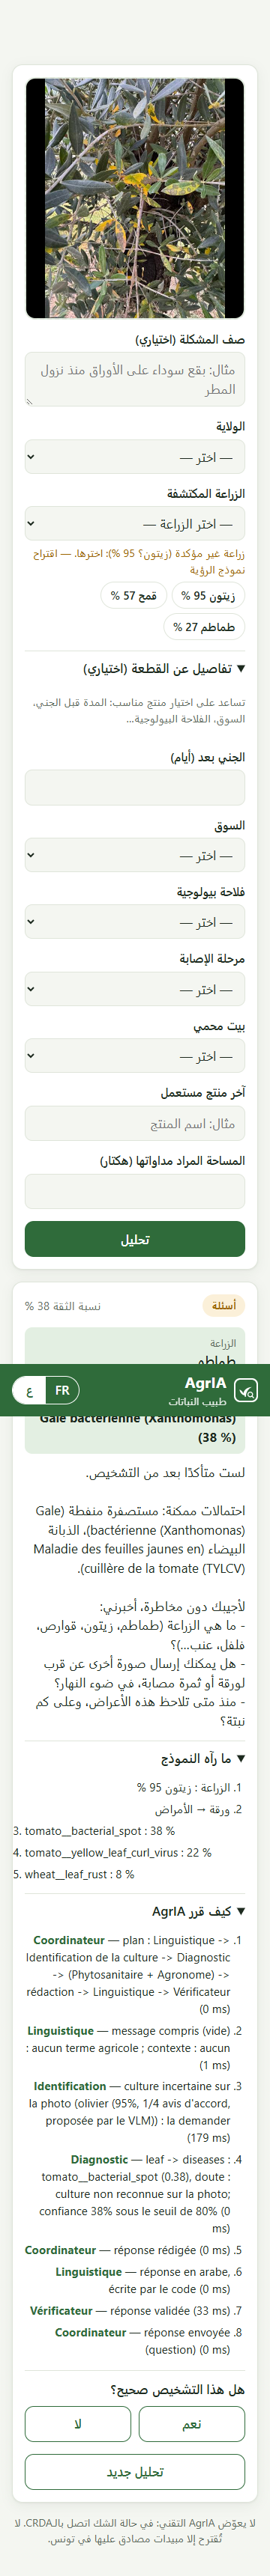 صف المشكلة (اختياري)
مثال: بقع سوداء على الأوراق منذ نزول
المطر
الولاية
— اختر —
الزراعة المكتشفة
— اختر الزراعة —
زراعة غير مؤكدة (زيتون؟ 95 %): اخترها. — اقتراح
نموذج الرؤية
زيتون 95 %
قمح 57 %
طماطم 27 %
▼ تفاصيل عن القطعة (اختياري)
تساعد على اختيار منتج مناسب: المدة قبل الجني،
السوق، الفلاحة البيولوجية...
الجني بعد (أيام)
السوق
— اختر —
فلاحة بيولوجية
— اختر —
مرحلة الإصابة
— اختر —
بيت محمي
— اختر —
آخر منتج مستعمل
مثال: اسم المنتج
المساحة المراد مداواتها (هكتار)
تحليل
أسئلة
نسبة الثقة 38 %
الزراعة
طماطم
AgrIA
طبيب النباتات
FR
ع
Gale bactérienne (Xanthomonas)
(38 %)
لست متأكدًا بعد من التشخيص.
احتمالات ممكنة: مستصفرة منفطة (Gale
bactérienne (Xanthomonas))، الذبابة
البيضاء (Maladie des feuilles jaunes en
cuillère de la tomate (TYLCV)).
لأجيبك دون مخاطرة، أخبرني:
- ما هي الزراعة (طماطم، زيتون، قوارص،
فلفل، عنب...)؟
- هل يمكنك إرسال صورة أخرى عن قرب
لورقة أو ثمرة مصابة، في ضوء النهار؟
- منذ متى تلاحظ هذه الأعراض، وعلى كم
نبتة؟
▼ ما رآه النموذج
1. الزراعة : زيتون 95 %
2. ورقة → الأمراض
3. tomato__bacterial_spot : 38 %
4. tomato__yellow_leaf_curl_virus : 22 %
5. wheat__leaf_rust : 8 %
▼ كيف قرر AgrIA
1. Coordinateur — plan : Linguistique ->
Identification de la culture -> Diagnostic
-> (Phytosanitaire + Agronome) ->
rédaction -> Linguistique -> Vérificateur
(0 ms)
2. Linguistique — message compris (vide)
: aucun terme agricole ; contexte : aucun
(1 ms)
3. Identification — culture incertaine sur
la photo (olivier (95%, 1/4 avis d'accord,
proposée par le VLM)) : la demander
(179 ms)
4. Diagnostic — leaf -> diseases :
tomato__bacterial_spot (0.38), doute :
culture non reconnue sur la photo;
confiance 38% sous le seuil de 80% (0
ms)
5. Coordinateur — réponse rédigée (0 ms)
6. Linguistique — réponse en arabe,
écrite par le code (0 ms)
7. Vérificateur — réponse validée (33 ms)
8. Coordinateur — réponse envoyée
(question) (0 ms)
هل هذا التشخيص صحيح؟
نعم
لا
تحليل جديد
لا يعوّض AgrIA التقني: في حالة الشك اتصل بالـCRDA. لا
تُقترح إلا مبيدات مصادق عليها في تونس.